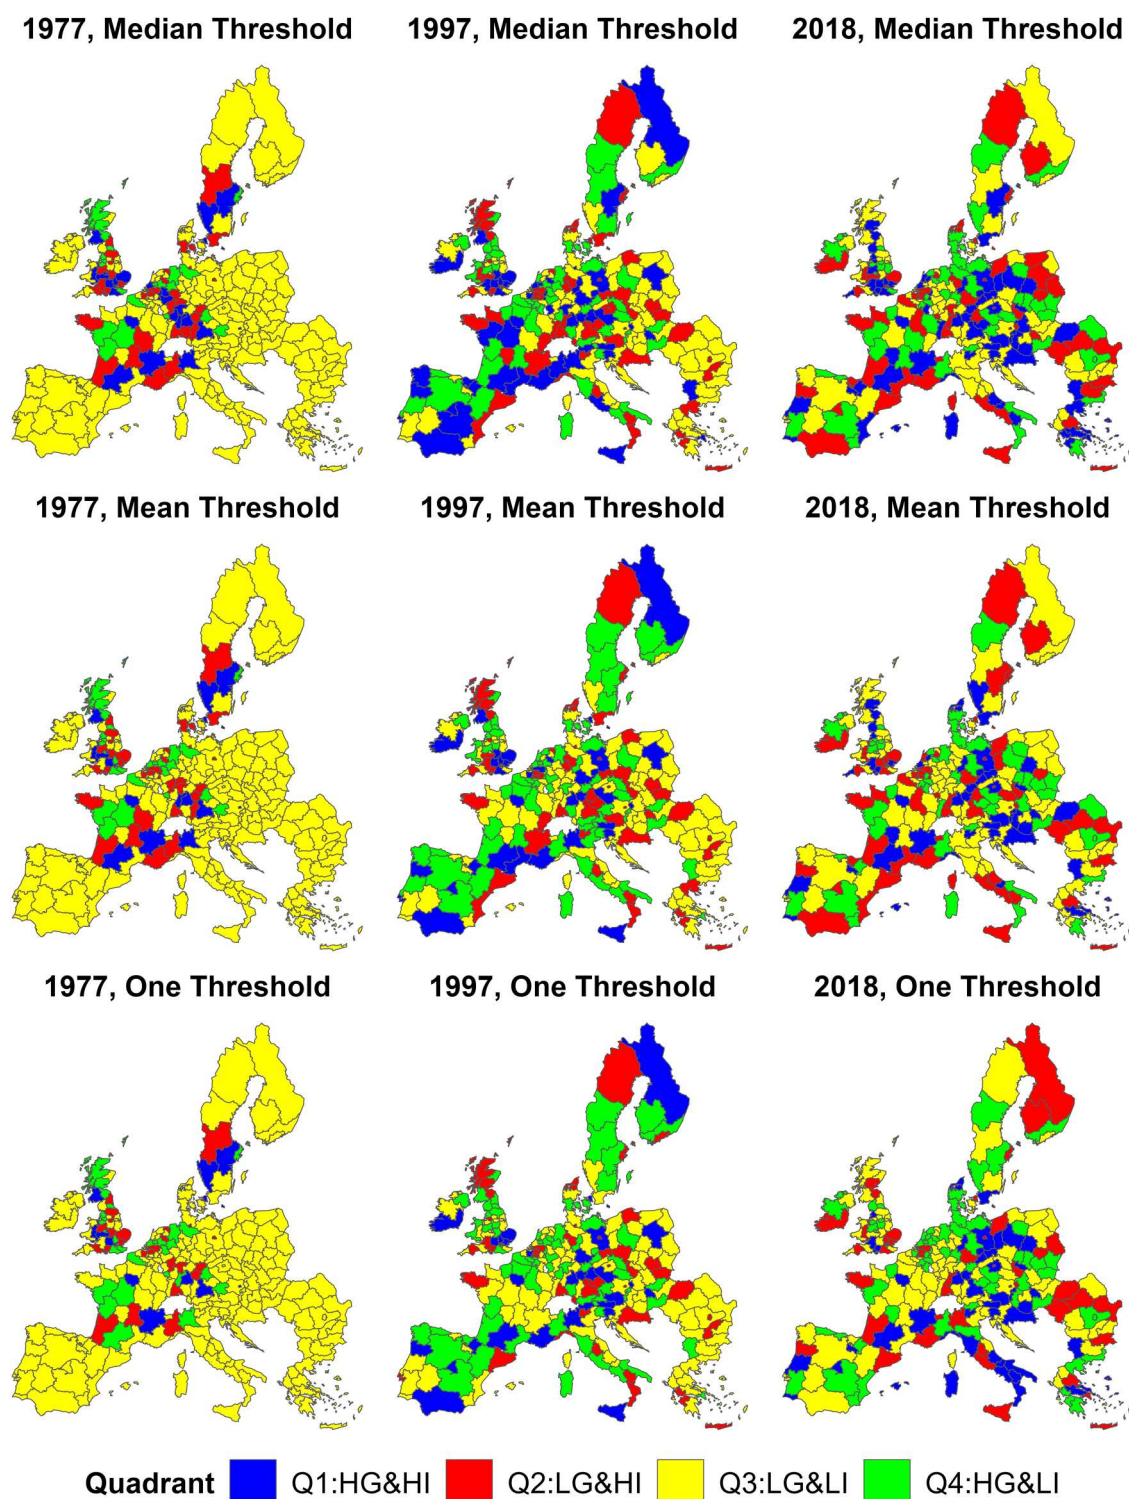 1977, Median Threshold 1997, Median Threshold 2018, Median Threshold
1977, Mean Threshold 1997, Mean Threshold 2018, Mean Threshold
1977, One Threshold 1997, One Threshold 2018, One Threshold
Quadrant Q1:HG&HI Q2:LG&HI Q3:LG&LI Q4:HG&LI